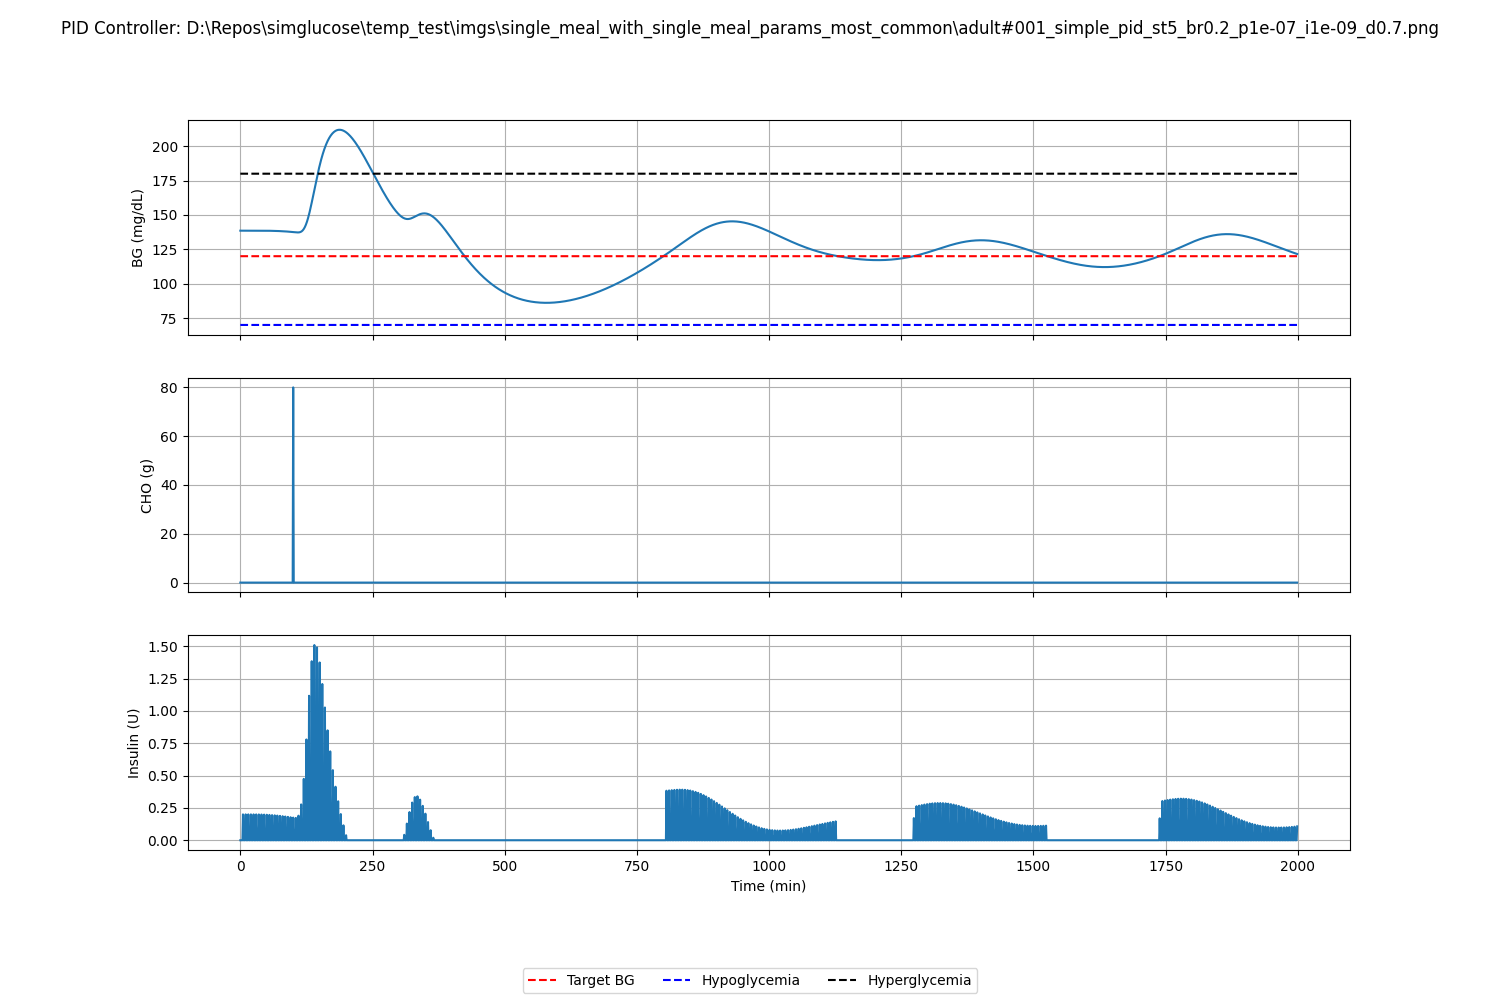 PID Controller: D:\Repos\simglucose\temp_test\imgs\single_meal_with_single_meal_params_most_common\adult#001_simple_pid_st5_br0.2_p1e-07_i1e-09_d0.7.png
200
175
150
125
100
75
BG (mg/dL)
80
60
40
20
0
CHO (g)
1.50
1.25
1.00
0.75
0.50
0.25
0.00
Insulin (U)
0 250 500 750 1000 1250 1500 1750 2000
Time (min)
Target BG Hypoglycemia Hyperglycemia